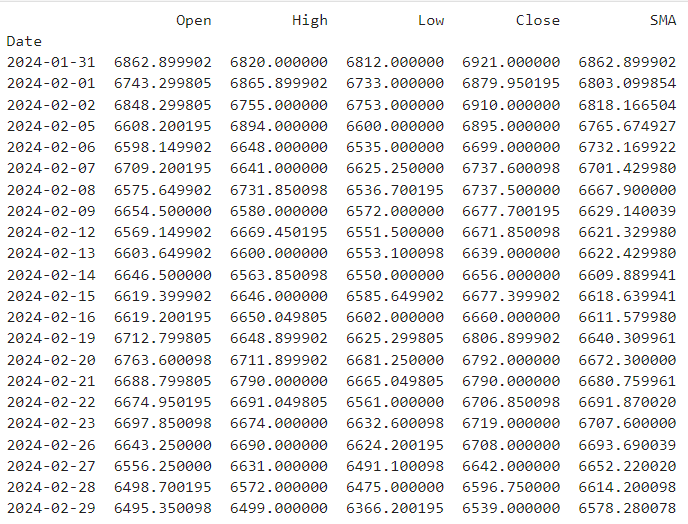 Open High Low Close SMA
Date
2024-01-31 6862.899902 6820.000000 6812.000000 6921.000000 6862.899902
2024-02-01 6743.299805 6865.899902 6733.000000 6879.950195 6803.099854
2024-02-02 6848.299805 6755.000000 6753.000000 6910.000000 6818.166504
2024-02-05 6608.200195 6894.000000 6600.000000 6895.000000 6765.674927
2024-02-06 6598.149902 6648.000000 6535.000000 6699.000000 6732.169922
2024-02-07 6709.200195 6641.000000 6625.250000 6737.600098 6701.429980
2024-02-08 6575.649902 6731.850098 6536.700195 6737.500000 6667.900000
2024-02-09 6654.500000 6580.000000 6572.000000 6677.700195 6629.140039
2024-02-12 6569.149902 6669.450195 6551.500000 6671.850098 6621.329980
2024-02-13 6603.649902 6600.000000 6553.100098 6639.000000 6622.429980
2024-02-14 6646.500000 6563.850098 6550.000000 6656.000000 6609.889941
2024-02-15 6619.399902 6646.000000 6585.649902 6677.399902 6618.639941
2024-02-16 6619.200195 6650.049805 6602.000000 6660.000000 6611.579980
2024-02-19 6712.799805 6648.899902 6625.299805 6806.899902 6640.309961
2024-02-20 6763.600098 6711.899902 6681.250000 6792.000000 6672.300000
2024-02-21 6688.799805 6790.000000 6665.049805 6790.000000 6680.759961
2024-02-22 6674.950195 6691.049805 6561.000000 6706.850098 6691.870020
2024-02-23 6697.850098 6674.000000 6632.600098 6719.000000 6707.600000
2024-02-26 6643.250000 6690.000000 6624.200195 6708.000000 6693.690039
2024-02-27 6556.250000 6631.000000 6491.100098 6642.000000 6652.220020
2024-02-28 6498.700195 6572.000000 6475.000000 6596.750000 6614.200098
2024-02-29 6495.350098 6499.000000 6366.200195 6539.000000 6578.280078